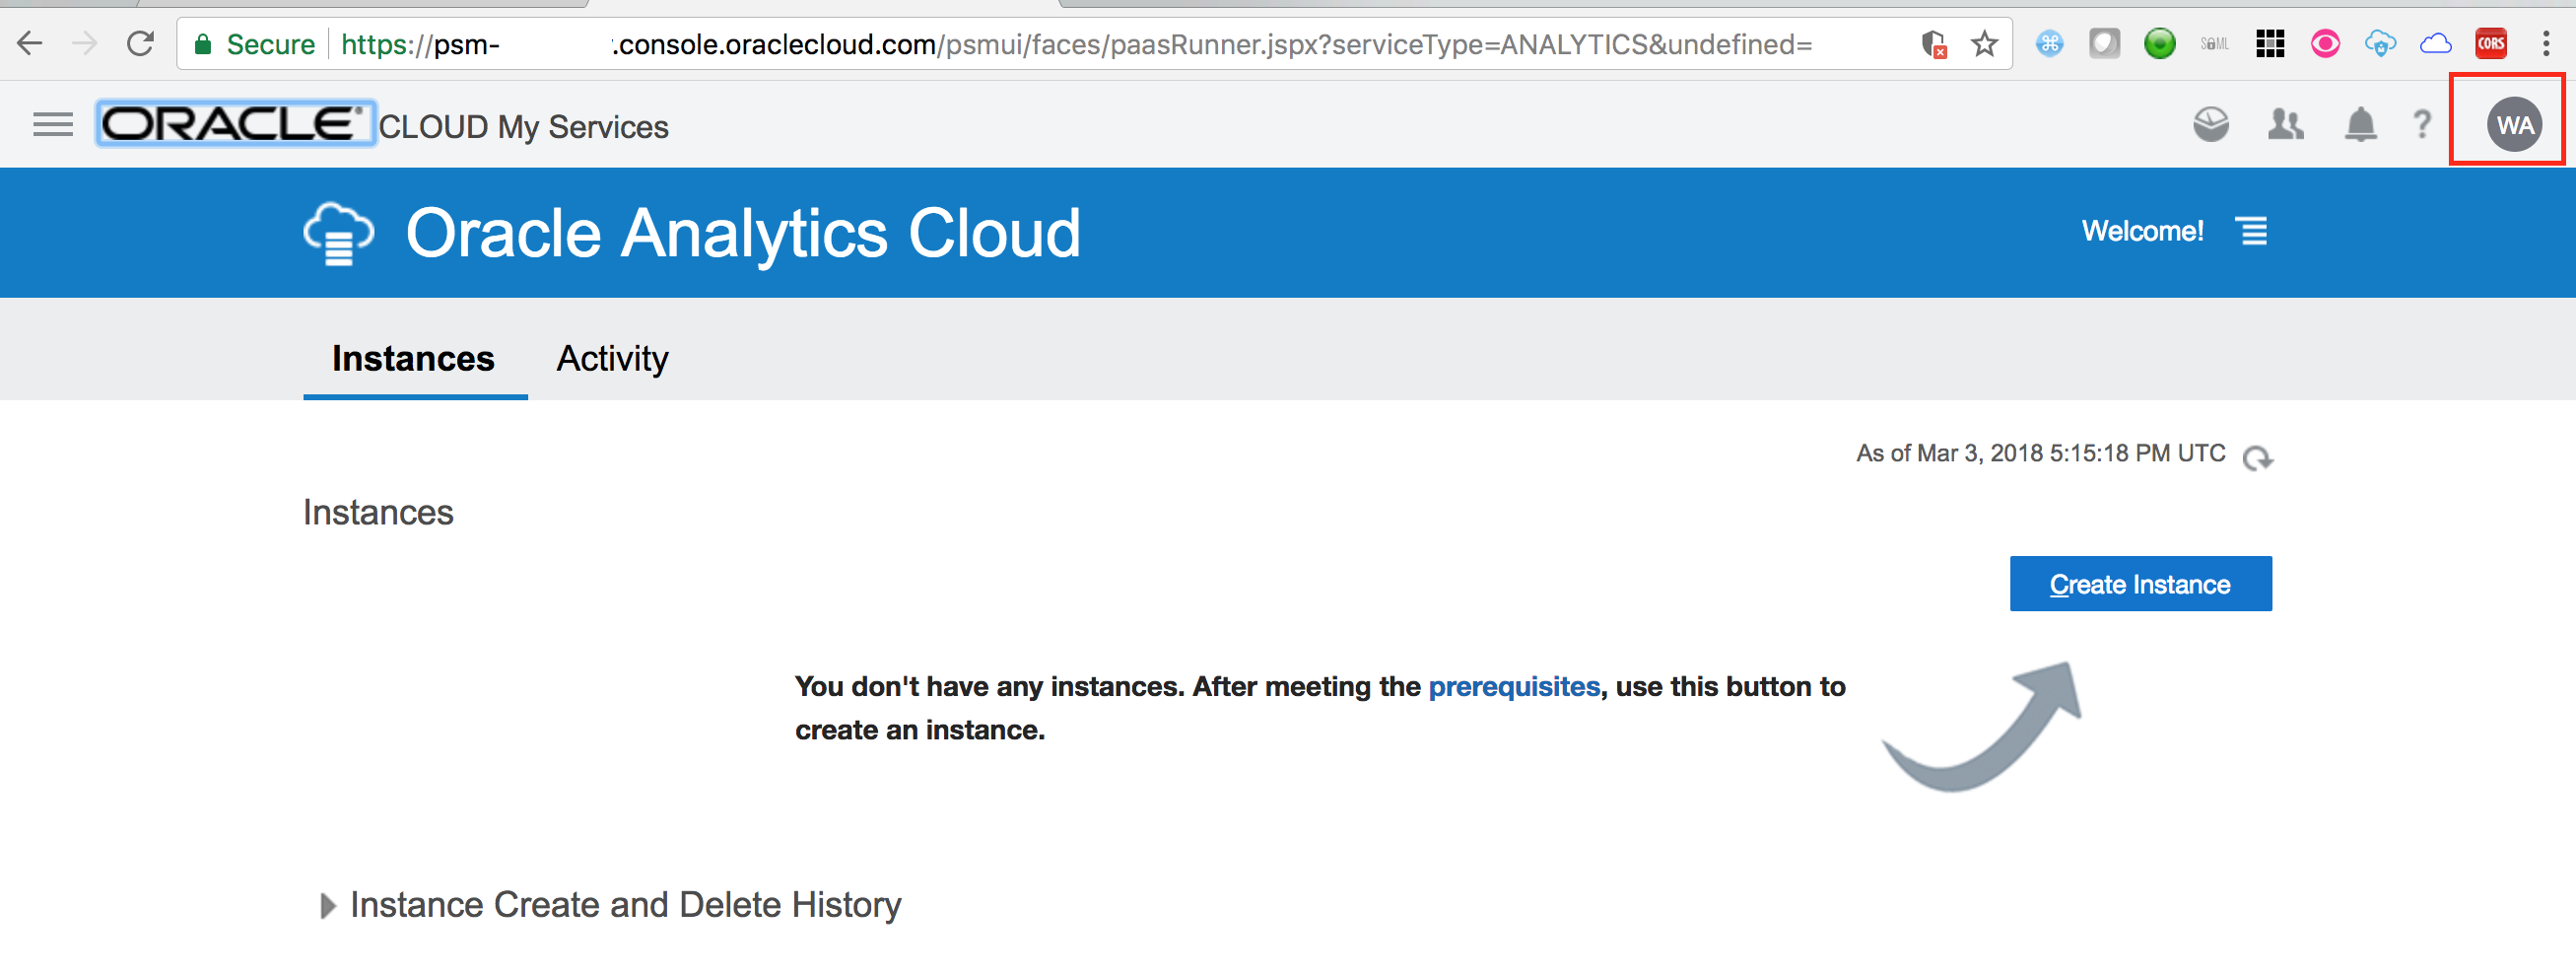 Secure https://psm- .console.oraclecloud.com/psmui/faces/paasRunner.jspx?serviceType=ANALYTICS&undefined= SAML CORS
ORACLE® CLOUD My Services ? WA
Oracle Analytics Cloud Welcome!
Instances Activity
As of Mar 3, 2018 5:15:18 PM UTC
Instances
Create Instance
You don't have any instances. After meeting the prerequisites, use this button to
create an instance.
Instance Create and Delete History